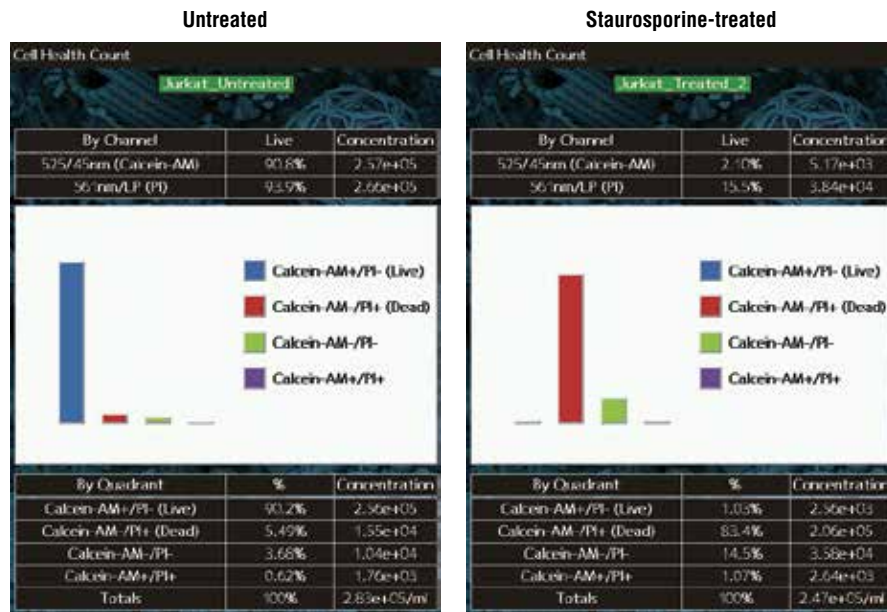 Untreated
Cell Health Count
Jurkat_Untreated
By Channel Live Concentration
525/45nm (Calcein-AM) 90.8% 2.57e+05
561nm/LP (PI) 93.9% 2.66e+05
Calcein-AM+/PI- (Live)
Calcein-AM-/PI+ (Dead)
Calcein-AM-/PI-
Calcein-AM+/PI+
By Quadrant % Concentration
Calcein-AM+/PI- (Live) 90.2% 2.56e+05
Calcein-AM-/PI+ (Dead) 5.49% 1.55e+04
Calcein-AM-/PI- 3.68% 1.04e+04
Calcein-AM+/PI+ 0.62% 1.76e+03
Totals 100% 2.83e+05/ml
Staurosporine-treated
Cell Health Count
Jurkat_Treated_2
By Channel Live Concentration
525/45nm (Calcein-AM) 2.10% 5.17e+03
561nm/LP (PI) 15.5% 3.84e+04
Calcein-AM+/PI- (Live)
Calcein-AM-/PI+ (Dead)
Calcein-AM-/PI-
Calcein-AM+/PI+
By Quadrant % Concentration
Calcein-AM+/PI- (Live) 1.03% 2.56e+03
Calcein-AM-/PI+ (Dead) 83.4% 2.06e+05
Calcein-AM-/PI- 14.5% 3.58e+04
Calcein-AM+/PI+ 1.07% 2.64e+03
Totals 100% 2.47e+05/ml